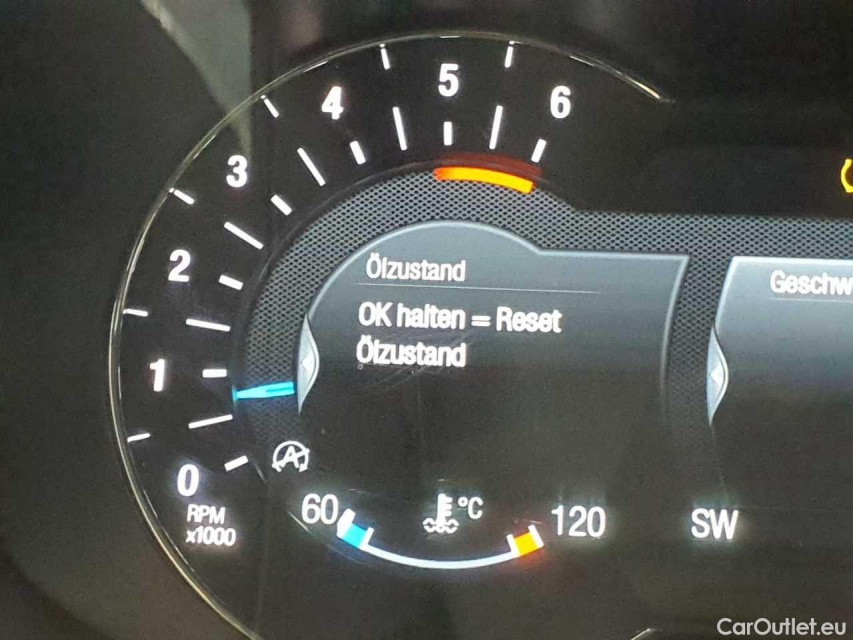 6
5
4
3
2
1
0
RPM
x1000
Ölzustand
OK halten = Reset
Ölzustand
Geschw
60
°C
120
SW
CarOutlet.eu